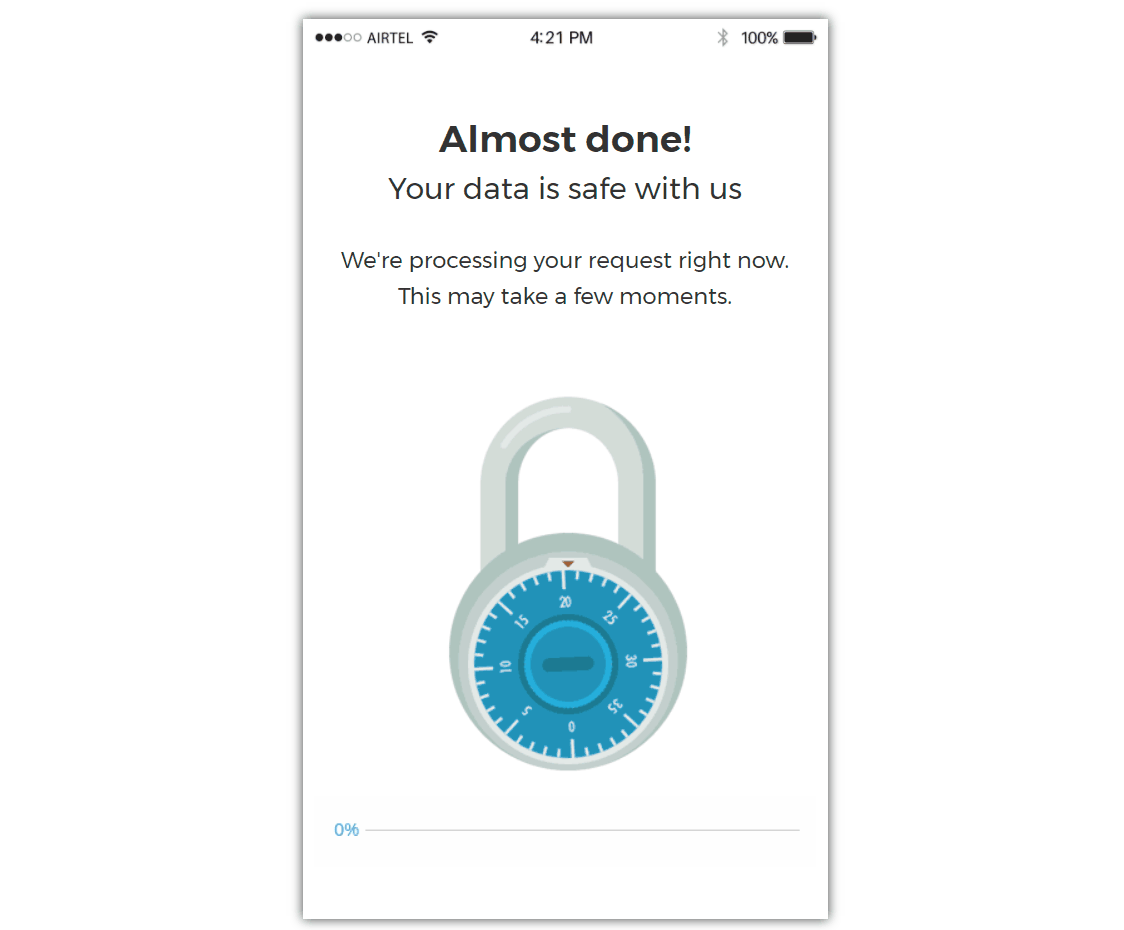 AIRTEL 4:21 PM 100%
Almost done!
Your data is safe with us
We're processing your request right now.
This may take a few moments.
20
15
25
10
30
5
35
0
0%